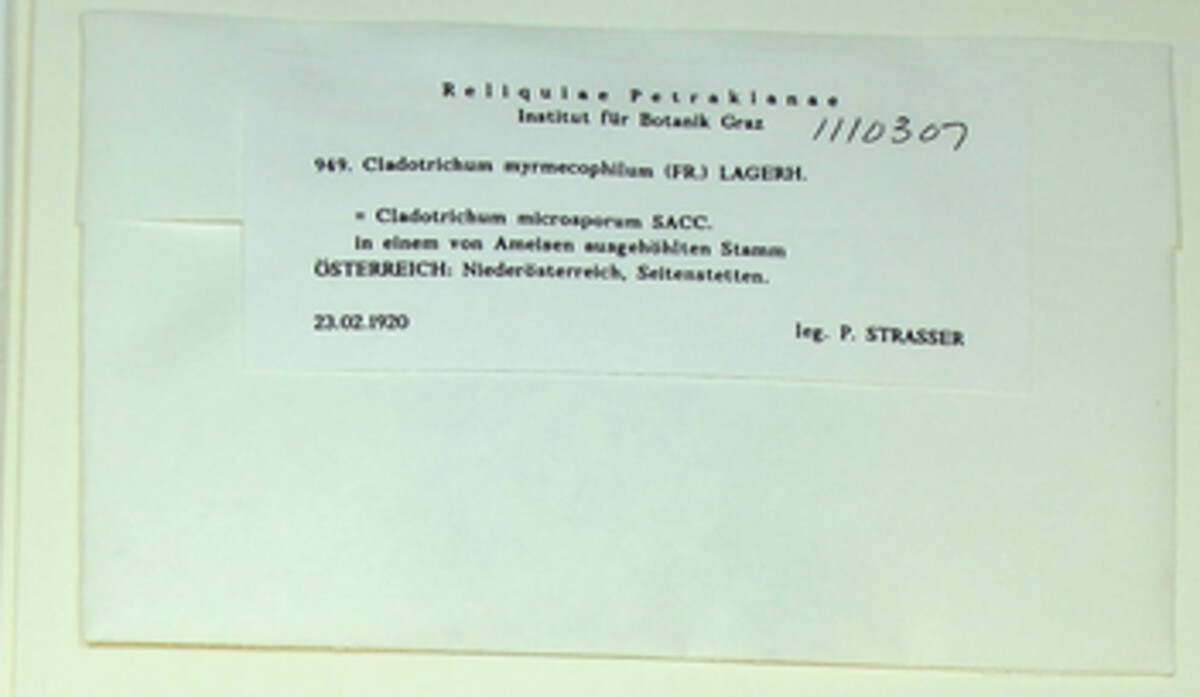 Reliquiae Petrakianae
Institut für Botanik Graz 1110307
969. Cladotrichum myrmecophilum (FR.) LAGERH.
= Cladotrichum microsporum SACC.
in einem von Ameisen ausgehöhlten Stamm
ÖSTERREICH: Niederösterreich, Seitenstetten.
23.02.1920 leg. P. STRASSER